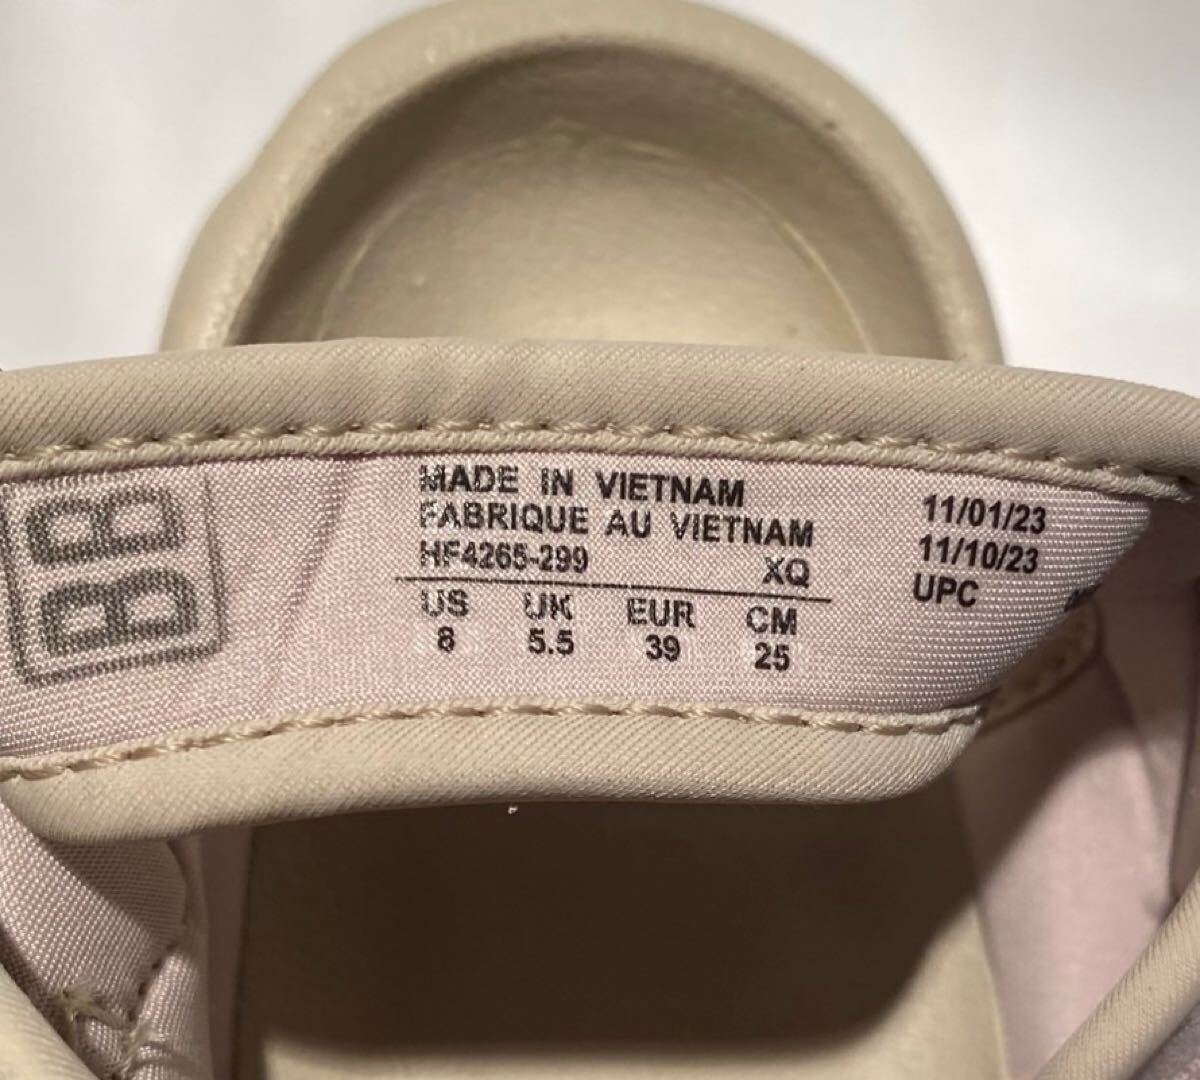 BB
MADE IN VIETNAM
FABRIQUE AU VIETNAM
HF4265-299 XQ
US UK EUR CM
8 5.5 39 25
11/01/23
11/10/23
UPC